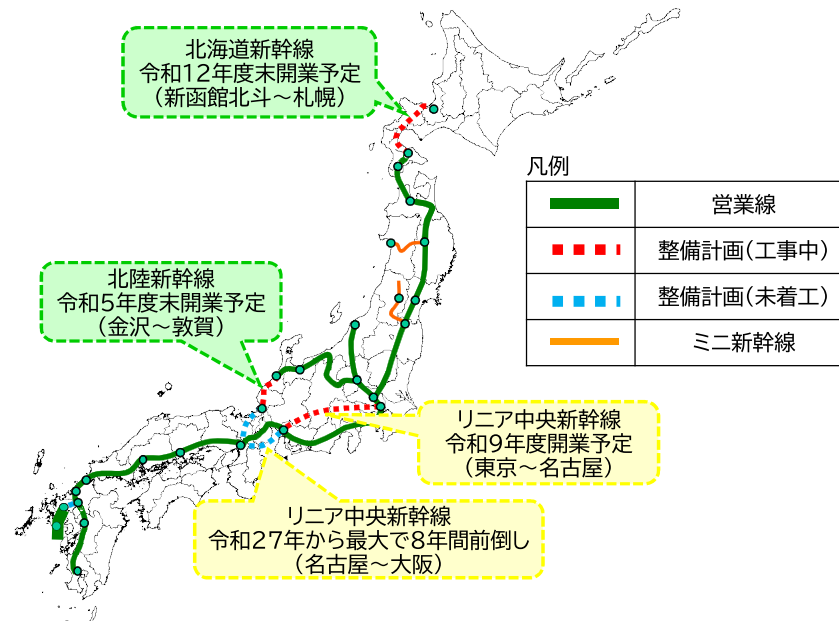 北海道新幹線
令和12年度末開業予定
（新函館北斗～札幌）
凡例
営業線
整備計画（工事中）
整備計画（未着工）
ミニ新幹線
北陸新幹線
令和5年度末開業予定
（金沢～敦賀）
リニア中央新幹線
令和9年度開業予定
（東京～名古屋）
リニア中央新幹線
令和27年から最大で8年間前倒し
（名古屋～大阪）